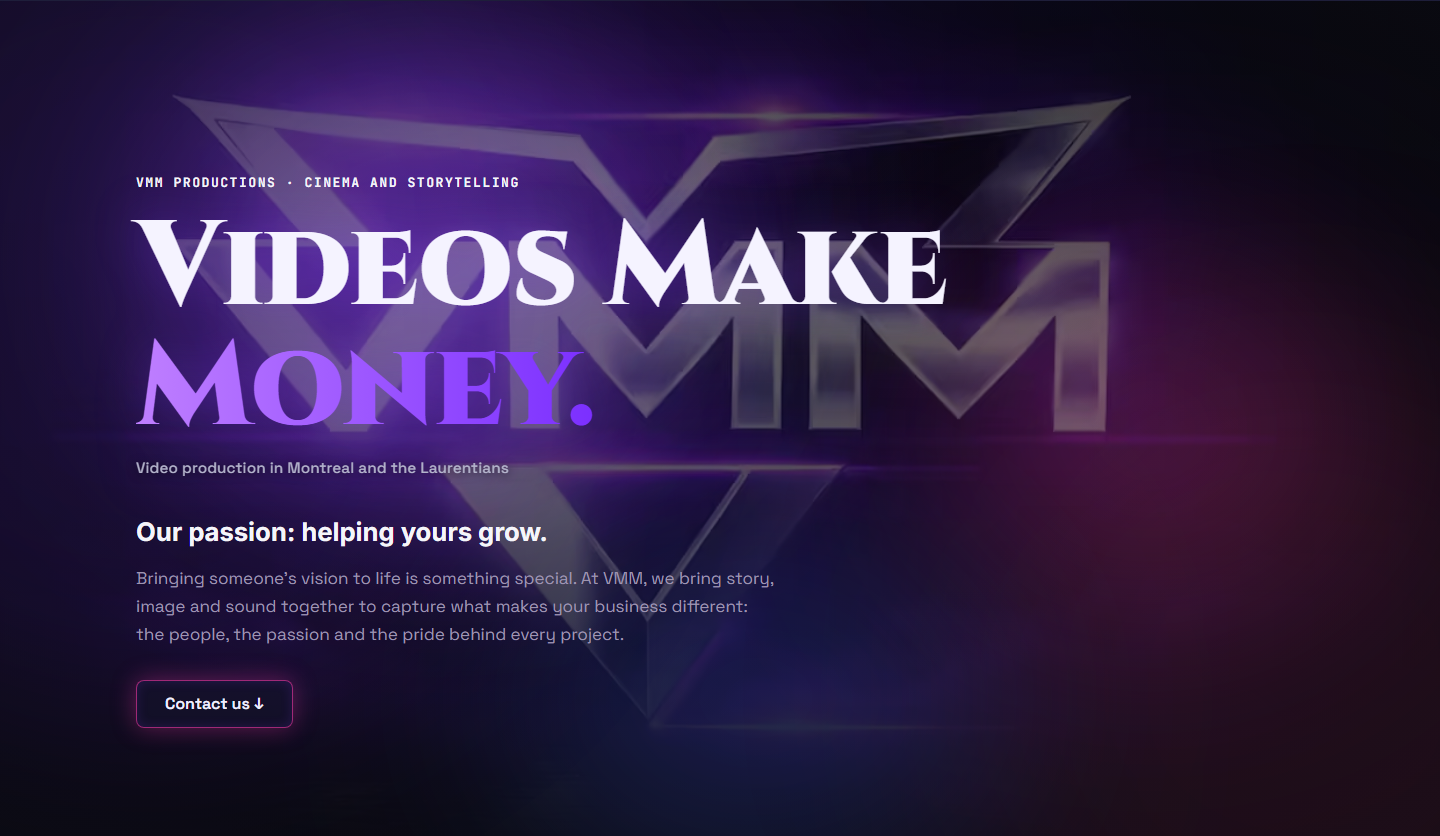 VMM PRODUCTIONS · CINEMA AND STORYTELLING
VIDEOS MAKE
MONEY.
VMM
Video production in Montreal and the Laurentians
Our passion: helping yours grow.
Bringing someone's vision to life is something special. At VMM, we bring story,
image and sound together to capture what makes your business different:
the people, the passion and the pride behind every project.
Contact us ↓